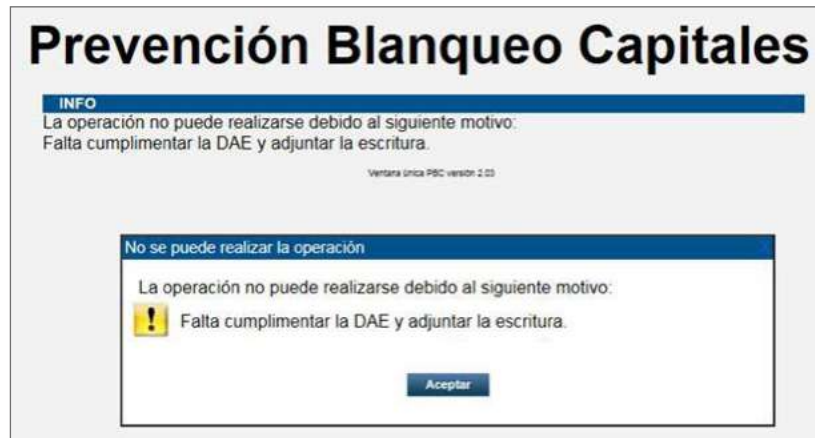 Prevención Blanqueo Capitales
INFO
La operación no puede realizarse debido al siguiente motivo:
Falta cumplimentar la DAE y adjuntar la escritura.
Ventana única PBC versión 2.03
No se puede realizar la operación
X
La operación no puede realizarse debido al siguiente motivo:
Falta cumplimentar la DAE y adjuntar la escritura.
Aceptar